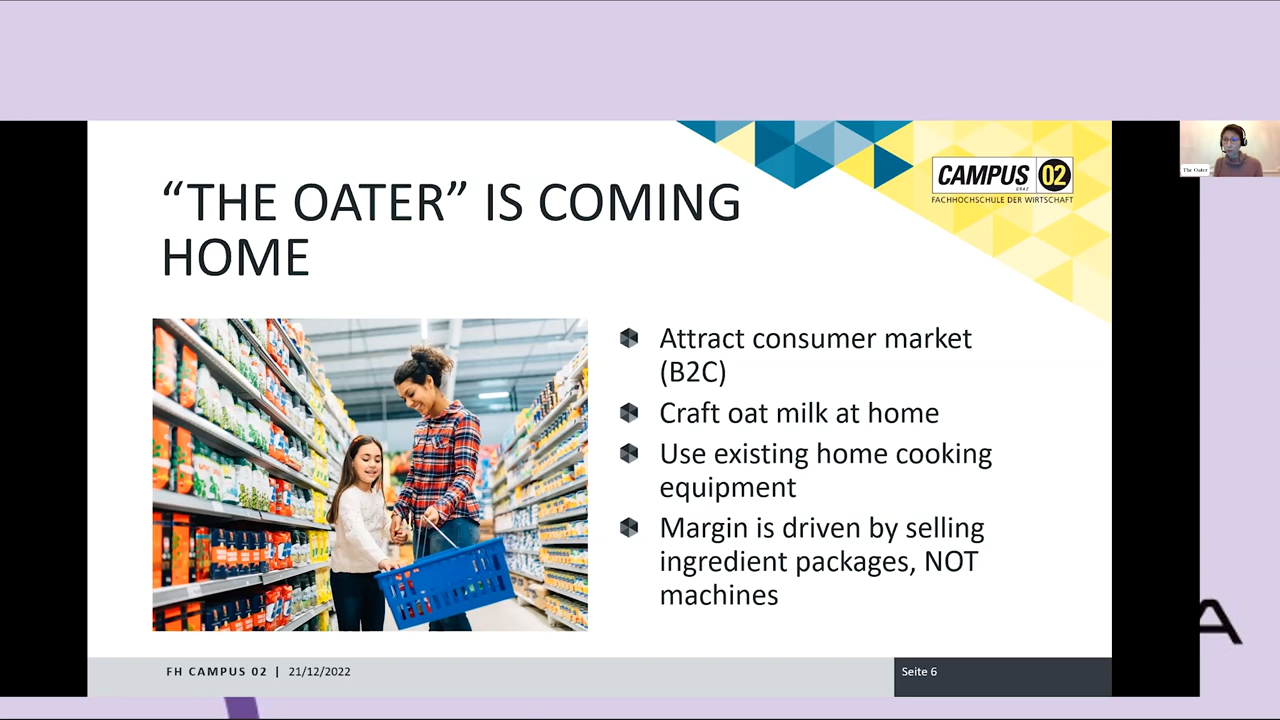 “THE OATER” IS COMING
HOME
CAMPUS 02
GRAZ
FACHHOCHSCHULE DER WIRTSCHAFT
The Oater
Attract consumer market
(B2C)
Craft oat milk at home
Use existing home cooking
equipment
Margin is driven by selling
ingredient packages, NOT
machines
A
FH CAMPUS 02 | 21/12/2022
Seite 6